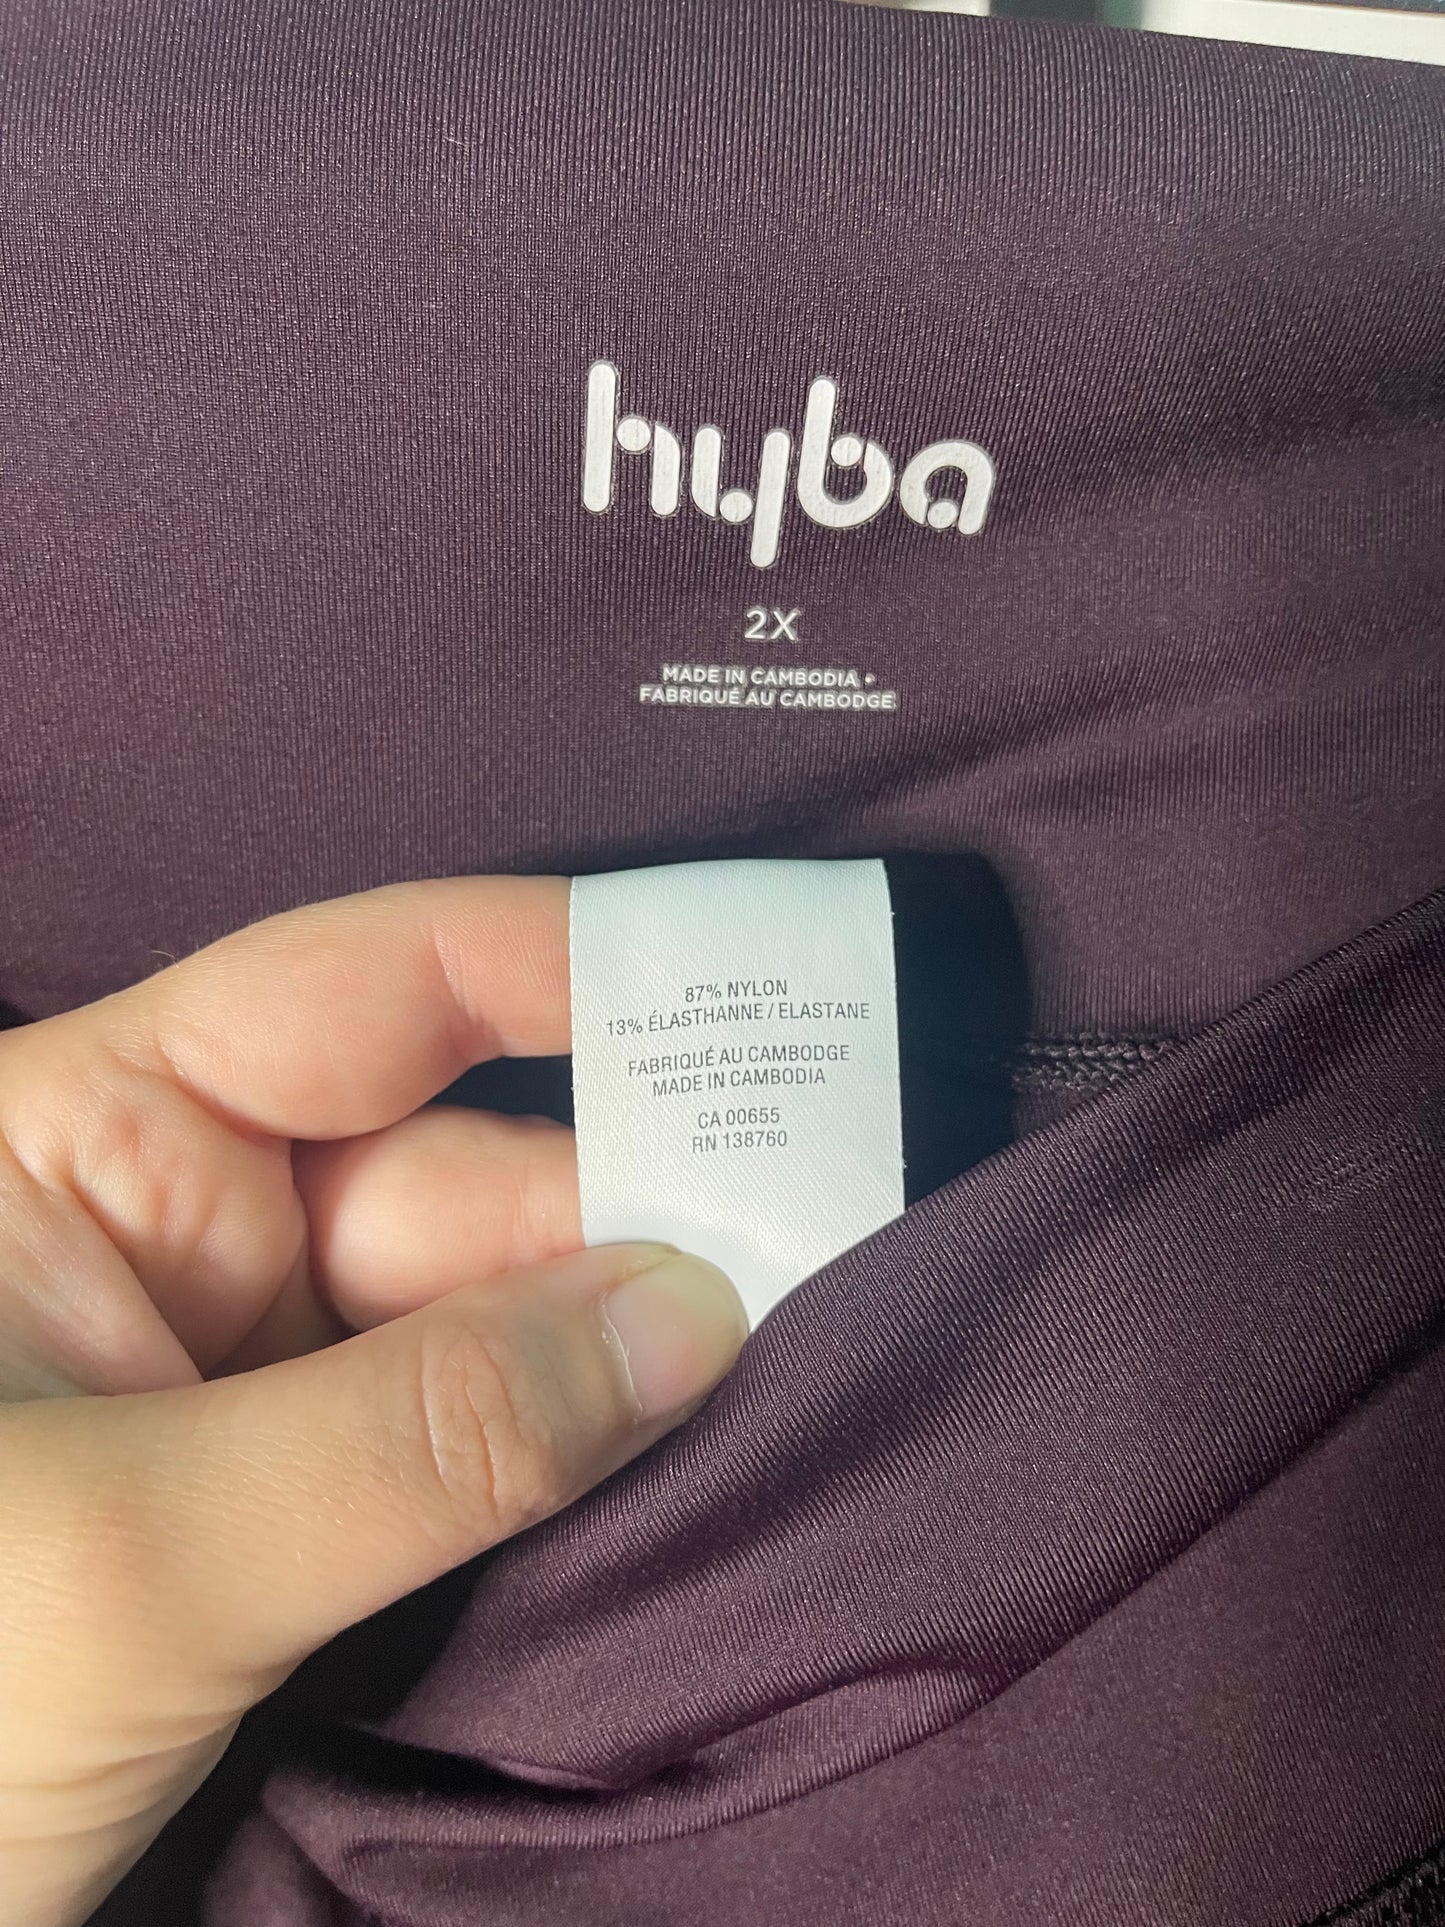 hyba
2X
MADE IN CAMBODIA •
FABRIQUÉ AU CAMBODGE
87% NYLON
13% ÉLASTHANNE / ELASTANE
FABRIQUÉ AU CAMBODGE
MADE IN CAMBODIA
CA 00655
RN 138760